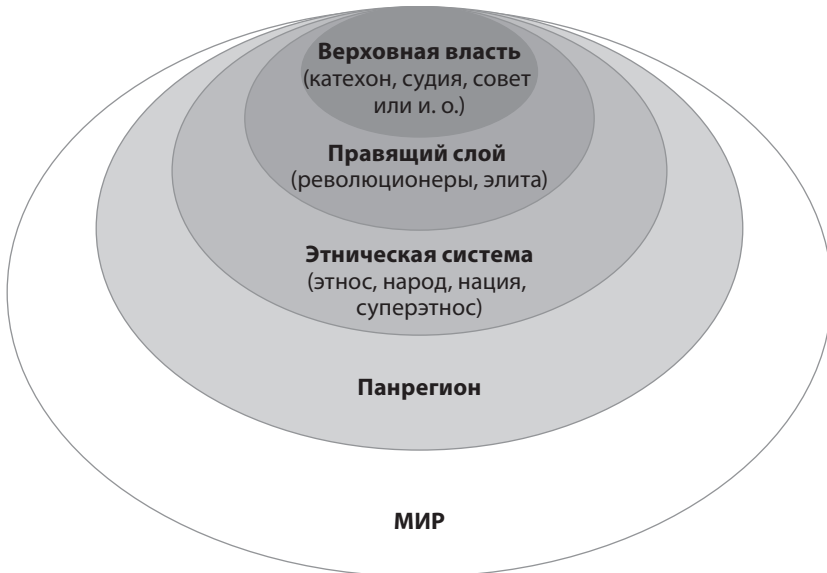 Верховная власть
(катехон, судия, совет
или и. о.)
Правящий слой
(революционеры, элита)
Этническая система
(этнос, народ, нация,
суперэтнос)
Панрегион
МИР